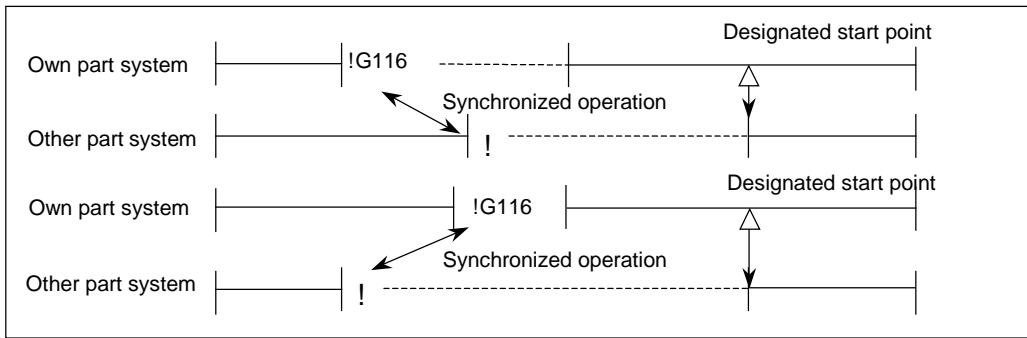 Designated start point
Own part system
!G116
Synchronized operation
Other part system
!
Designated start point
Own part system
!G116
Synchronized operation
Other part system
!